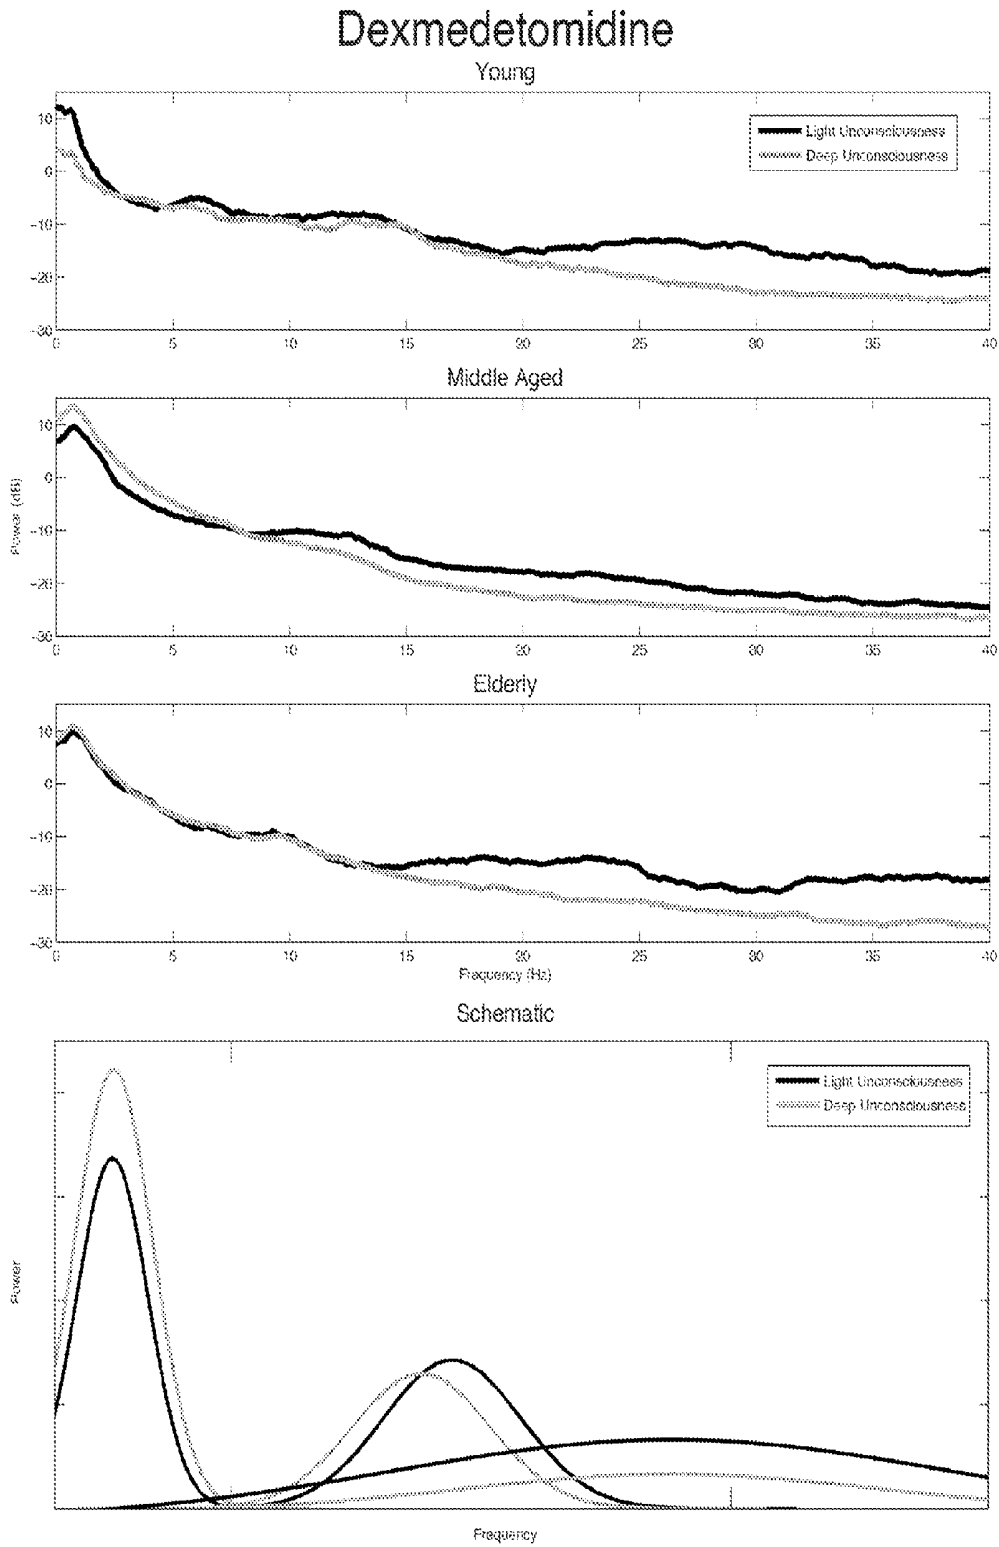 Dexmedetomidine
Young
10
0
-10
-20
-30
0 5 10 15 20 25 30 35 40
Light Unconsciousness
Deep Unconsciousness
Middle Aged
10
0
-10
-20
-30
0 5 10 15 20 25 30 35 40
Power (dB)
Elderly
10
0
-10
-20
-30
0 5 10 15 20 25 30 35 40
Frequency (Hz)
Schematic
Light Unconsciousness
Deep Unconsciousness
Power
Frequency